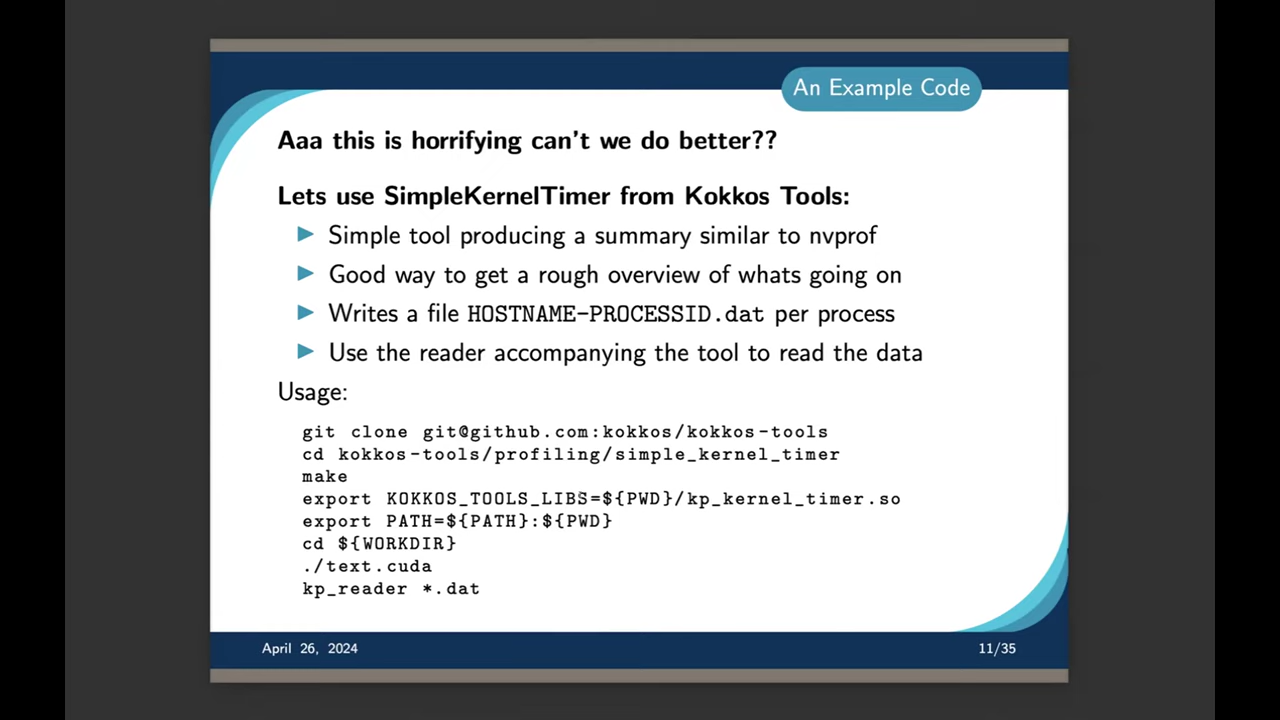 An Example Code
Aaa this is horrifying can't we do better??
Lets use SimpleKernelTimer from Kokkos Tools:
Simple tool producing a summary similar to nvprof
Good way to get a rough overview of whats going on
Writes a file HOSTNAME-PROCESSID.dat per process
Use the reader accompanying the tool to read the data
Usage:
git clone git@github.com:kokkos/kokkos-tools
cd kokkos-tools/profiling/simple_kernel_timer
make
export KOKKOS_TOOLS_LIBS=${PWD}/kp_kernel_timer.so
export PATH=${PATH}:${PWD}
cd ${WORKDIR}
./text.cuda
kp_reader *.dat
April 26, 2024
11/35